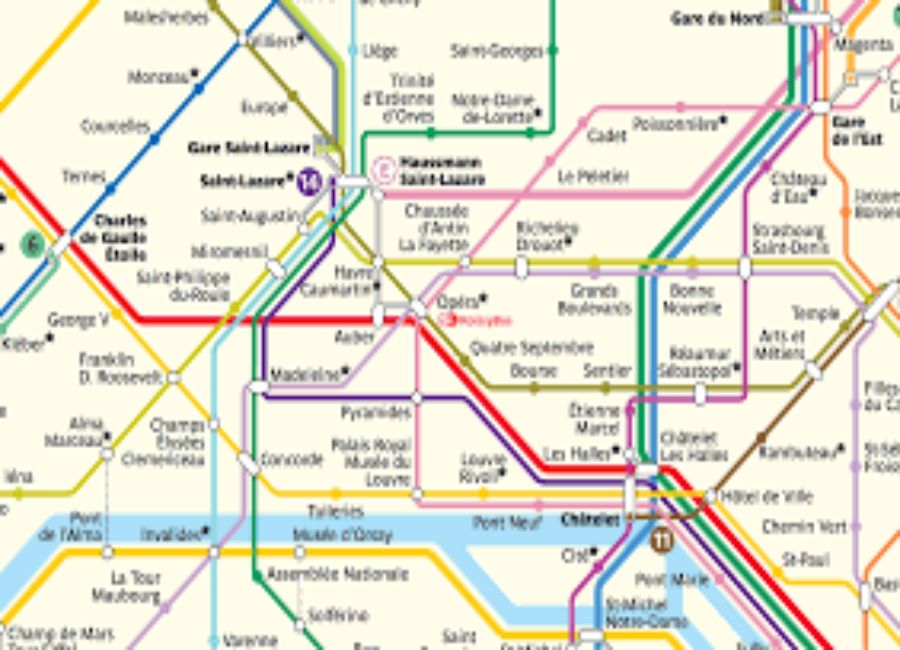 Malesherbes
Villiers*
Liège
Saint-Georges
Gare du Nord
Magenta
Monceau*
Trinité
d'Estienne
d'Orves
Notre-Dame
de-Lorette*
Europe
Courcelles
Poissonnière*
Cadet
Gare
de l'Est
Gare Saint-Lazare
E
Haussmann
Saint-Lazare
Saint-Lazare*
14
Ternes
Le Peletier
Château
d'Eau*
Saint-Augustin
Chaussée
d'Antin
La Fayette
Richelieu
Drouot*
Strasbourg
Saint-Denis
6
Charles
de Gaulle
Étoile
Miromesnil
Saint-Philippe
du-Roule
Havre
Caumartin*
Grands
Boulevards
Bonne
Nouvelle
Opéra*
Auber
George V
Temple
Arts et
Métiers
Kléber*
Quatre Septembre
Franklin
D. Roosevelt
Madeleine*
Bourse
Sentier
Réaumur
Sébastopol*
Pyramides
Étienne
Marcel
Alma
Marceau*
Champs
Élysées
Clemenceau
Concorde
Palais Royal
Musée du
Louvre
Louvre
Rivoli*
Les Halles*
Châtelet
Les Halles
Rambuteau*
Iéna
Tuileries
Pont Neuf
Châtelet
Hôtel de Ville
Chemin Vert
Pont
de l'Alma
Invalides*
Musée d'Orsay
11
Cité*
St-Paul
La Tour
Maubourg
Assemblée Nationale
Pont Marie
Solférino
St-Michel
Notre-Dame
Champ de Mars
Varenne
Saint